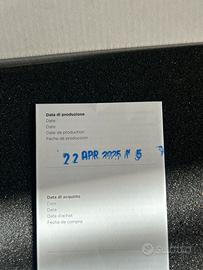 Data di produzione
Date
Date
Date de production
Fecha de producción
22 APR 2025 N 5
Data di acquisto
Date
Date
Date d'achat
Fecha de compra
subito